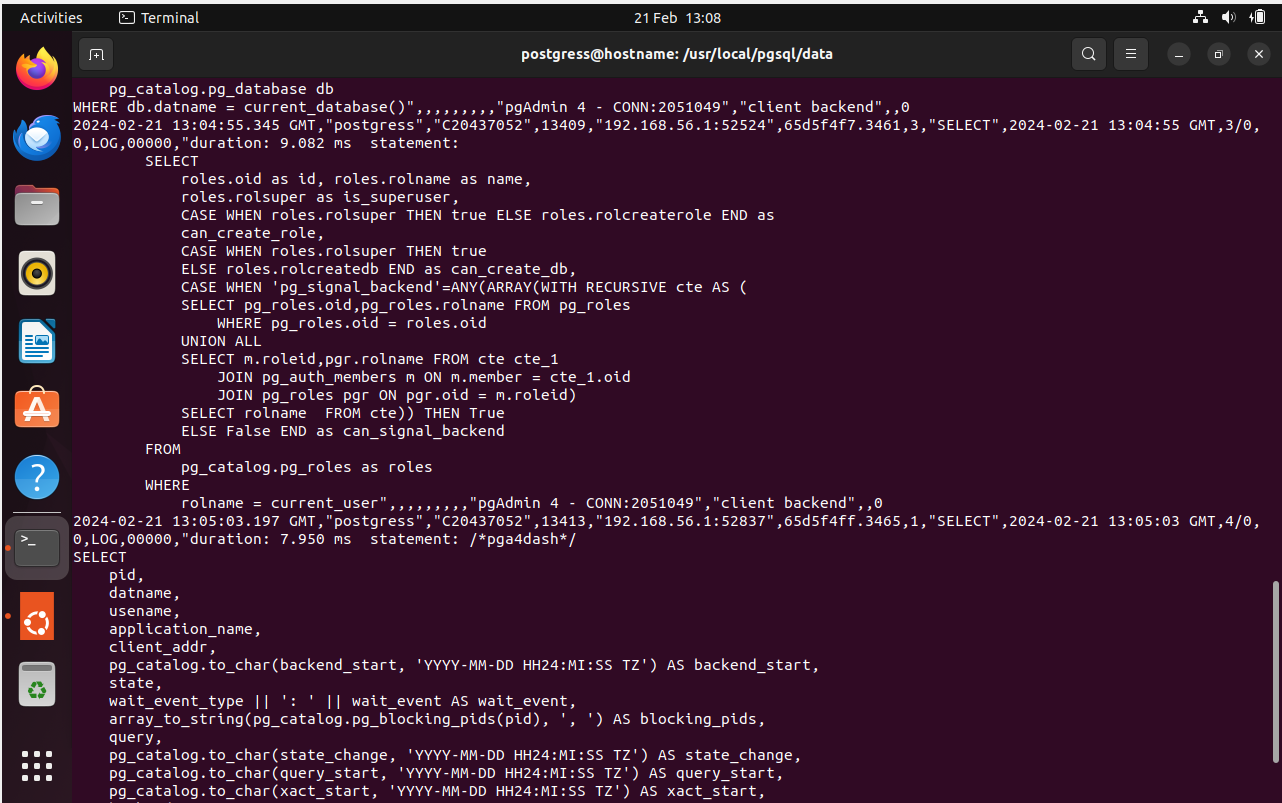 Activities
Terminal
21 Feb 13:08
postgress@hostname: /usr/local/pgsql/data
    pg_catalog.pg_database db
WHERE db.datname = current_database()",,,,,,,,,"pgAdmin 4 - CONN:2051049","client backend",,0
2024-02-21 13:04:55.345 GMT,"postgress","C20437052",13409,"192.168.56.1:52524",65d5f4f7.3461,3,"SELECT",2024-02-21 13:04:55 GMT,3/0,
0,LOG,00000,"duration: 9.082 ms  statement:
        SELECT
            roles.oid as id, roles.rolname as name,
            roles.rolsuper as is_superuser,
            CASE WHEN roles.rolsuper THEN true ELSE roles.rolcreaterole END as
            can_create_role,
            CASE WHEN roles.rolsuper THEN true
            ELSE roles.rolcreatedb END as can_create_db,
            CASE WHEN 'pg_signal_backend'=ANY(ARRAY(WITH RECURSIVE cte AS (
            SELECT pg_roles.oid,pg_roles.rolname FROM pg_roles
                WHERE pg_roles.oid = roles.oid
            UNION ALL
            SELECT m.roleid,pgr.rolname FROM cte cte_1
                JOIN pg_auth_members m ON m.member = cte_1.oid
                JOIN pg_roles pgr ON pgr.oid = m.roleid)
            SELECT rolname  FROM cte)) THEN True
            ELSE False END as can_signal_backend
        FROM
            pg_catalog.pg_roles as roles
        WHERE
            rolname = current_user",,,,,,,,,"pgAdmin 4 - CONN:2051049","client backend",,0
2024-02-21 13:05:03.197 GMT,"postgress","C20437052",13413,"192.168.56.1:52837",65d5f4ff.3465,1,"SELECT",2024-02-21 13:05:03 GMT,4/0,
0,LOG,00000,"duration: 7.950 ms  statement: /*pga4dash*/
SELECT
    pid,
    datname,
    usename,
    application_name,
    client_addr,
    pg_catalog.to_char(backend_start, 'YYYY-MM-DD HH24:MI:SS TZ') AS backend_start,
    state,
    wait_event_type || ': ' || wait_event AS wait_event,
    array_to_string(pg_catalog.pg_blocking_pids(pid), ', ') AS blocking_pids,
    query,
    pg_catalog.to_char(state_change, 'YYYY-MM-DD HH24:MI:SS TZ') AS state_change,
    pg_catalog.to_char(query_start, 'YYYY-MM-DD HH24:MI:SS TZ') AS query_start,
    pg_catalog.to_char(xact_start, 'YYYY-MM-DD HH24:MI:SS TZ') AS xact_start,